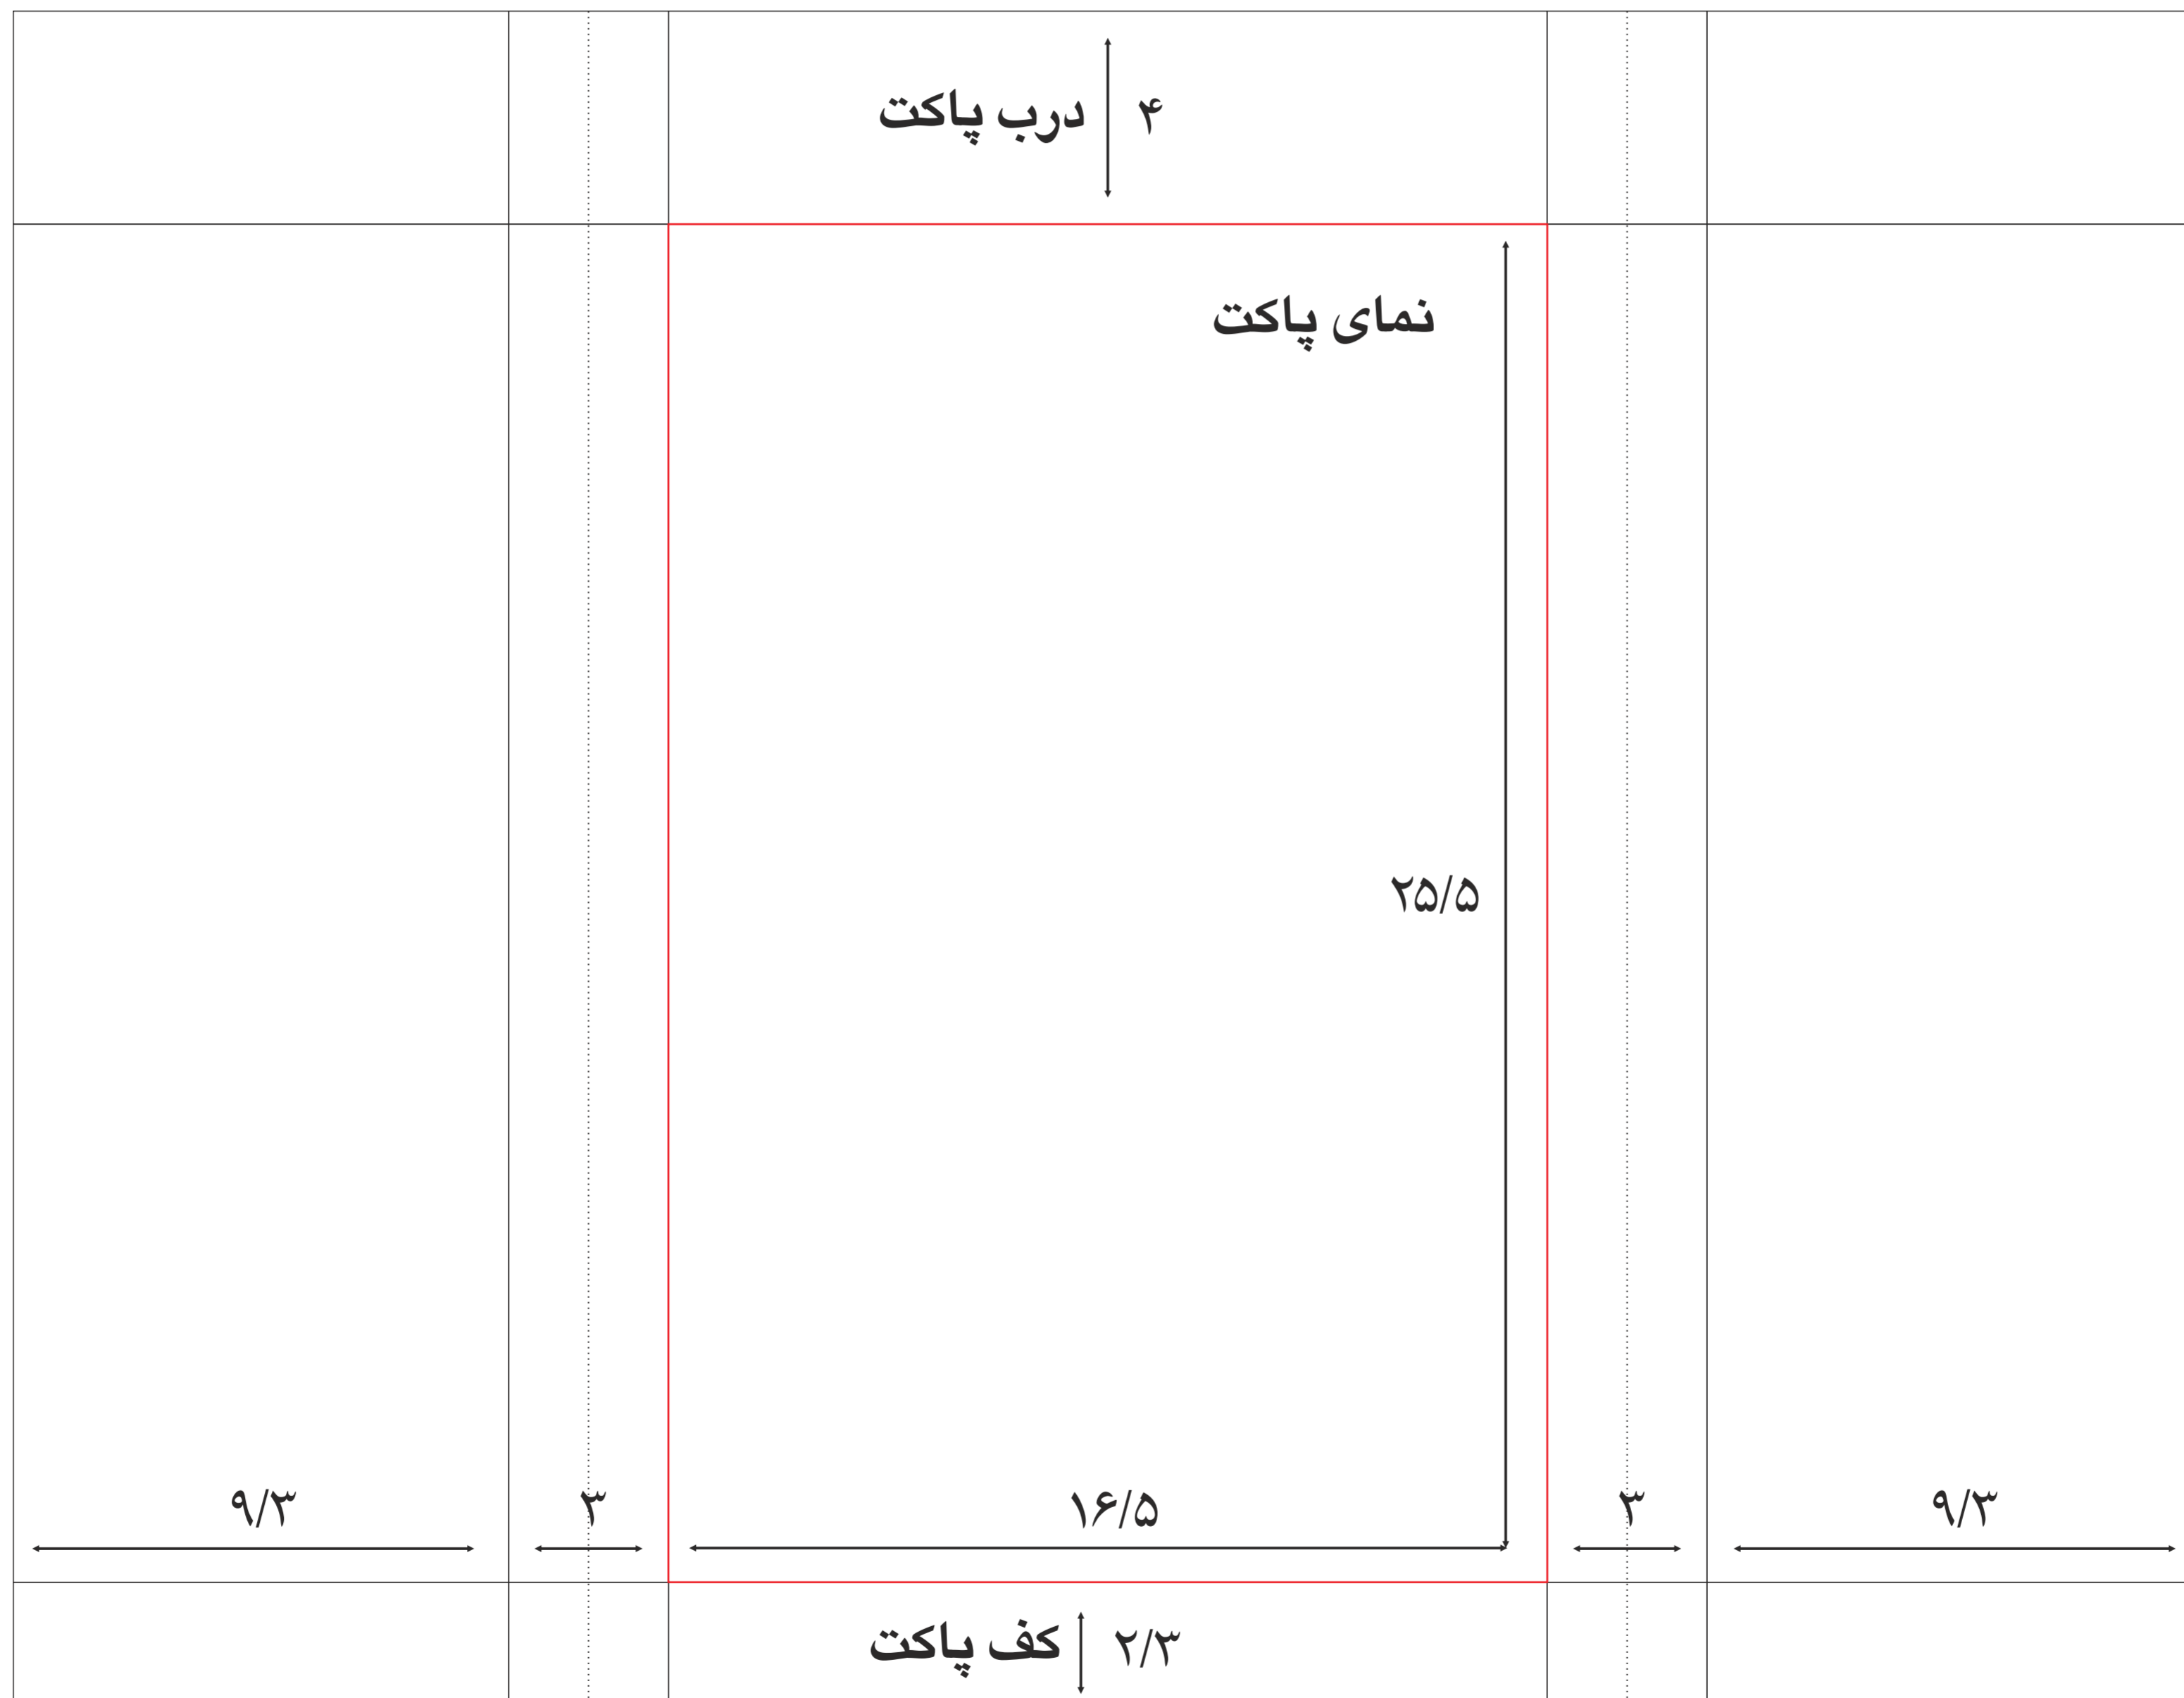 درب پاکت
۴
نمای پاکت
۲۵/۵
۹/۳
۳
۱۶/۵
۳
۹/۳
کف پاکت
۲/۳